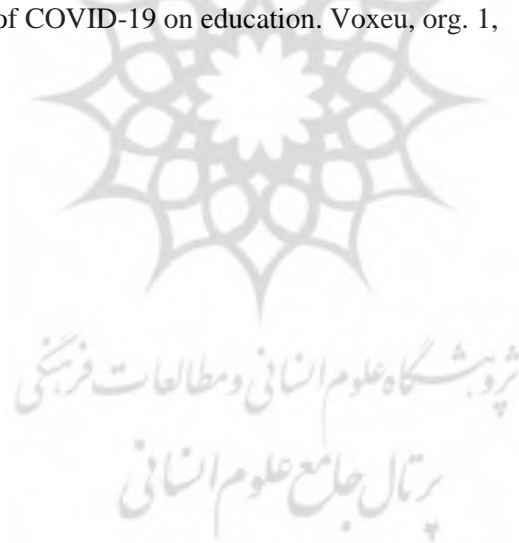 of COVID-19 on education. Voxeu, org. 1,
پژوهشگاه علوم انسانی و مطالعات فرهنگی
پرتال جامع علوم انسانی